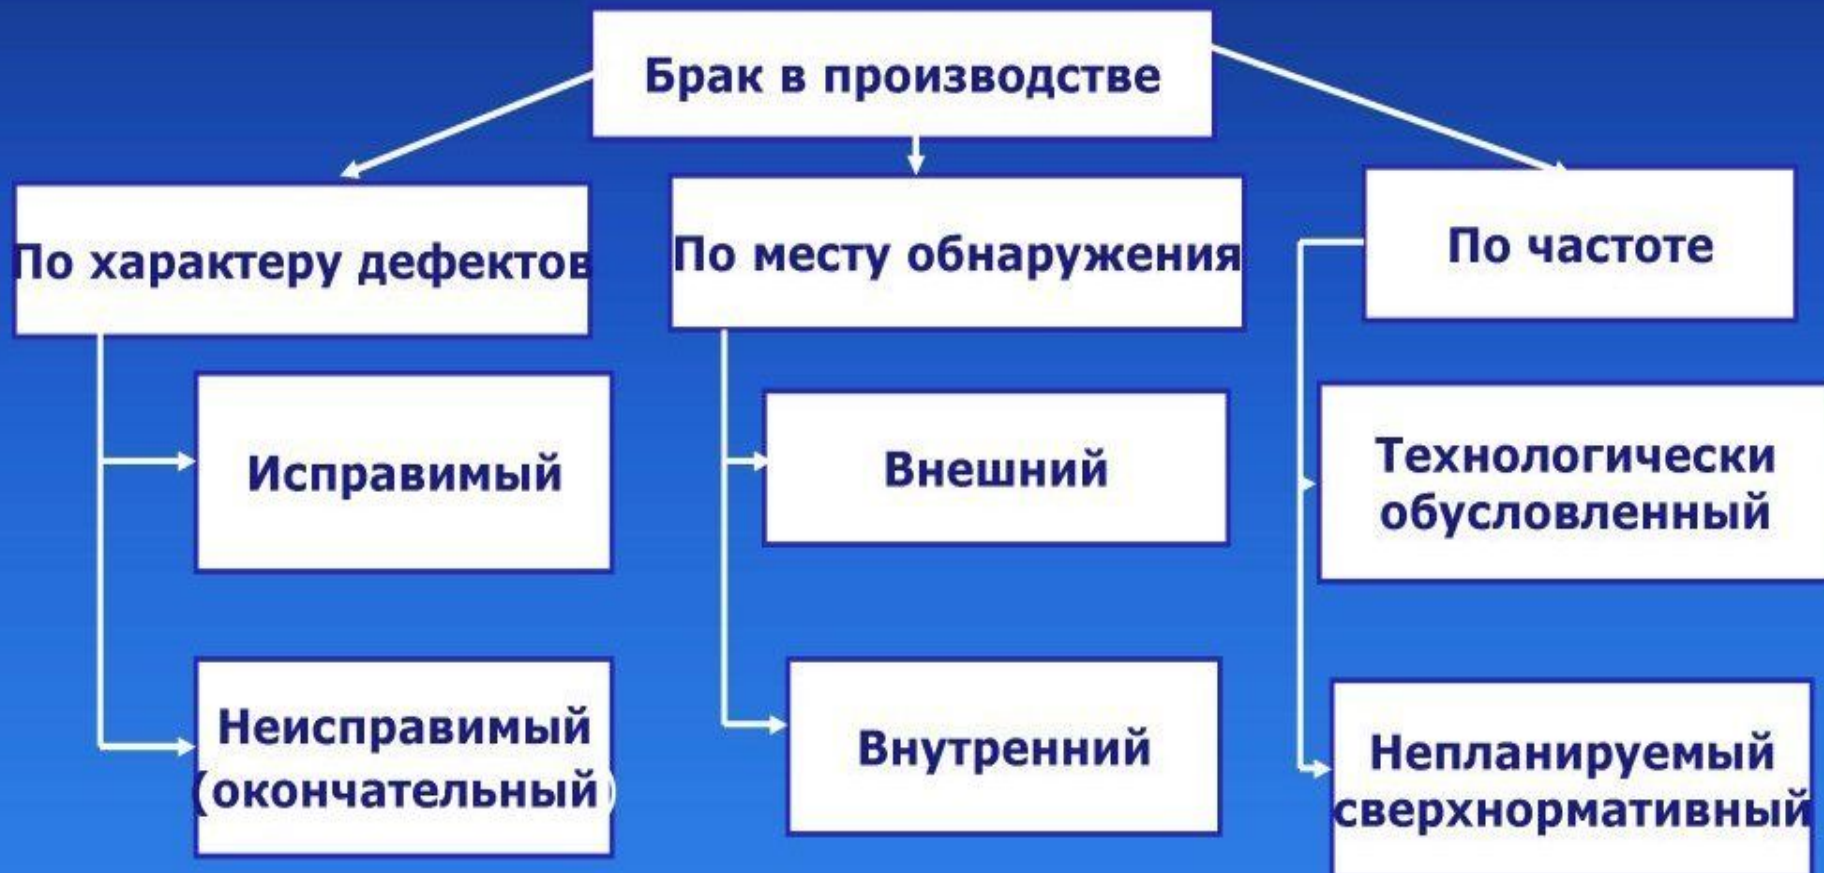 Брак в производстве
По характеру дефектов
Исправимый
Неисправимый
(окончательный)
По месту обнаружения
Внешний
Внутренний
По частоте
Технологически
обусловленный
Непланируемый
сверхнормативный